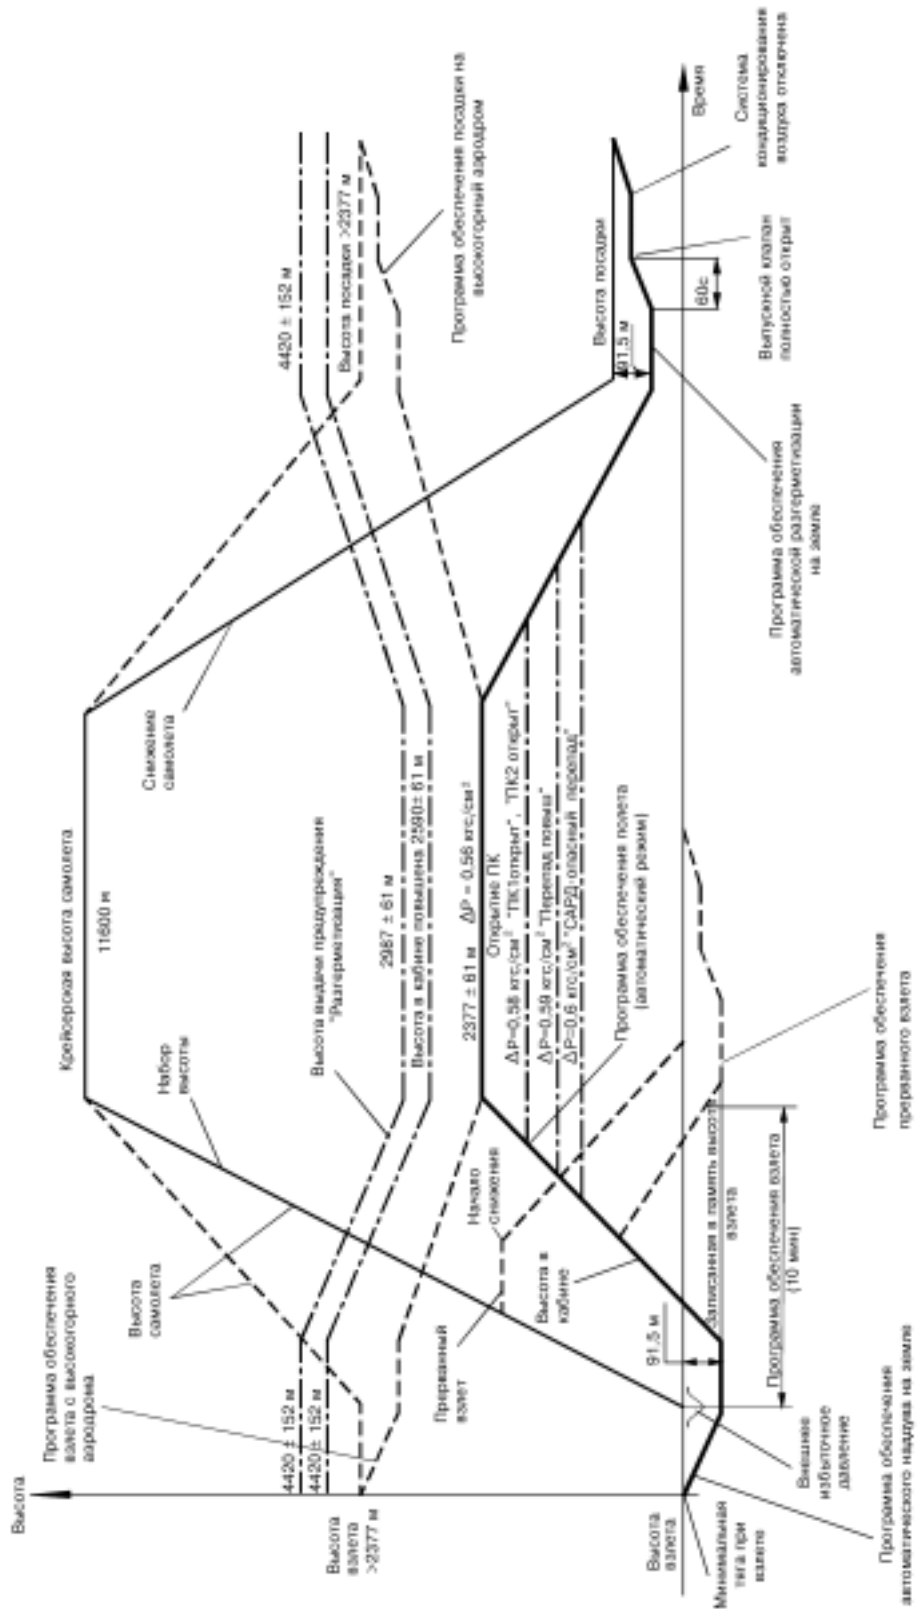 Высота
Крейсерская высота самолета
11600 м
Набор
высоты
Снижение
самолета
Программа обеспечения
взлета с высокогорного
аэродрома
Высота
самолета
Высота выдачи предупреждения
"Разгерметизация"
4420 ± 152 м
4420 ± 152 м
2987 ± 61 м
Высота в кабине повышена 2590± 61 м
4420 ± 152 м
Высота посадки >2377 м
Программа обеспечения посадки на
высокогорный аэродром
Высота
взлета
>2377 м
2377 ± 61 м ΔР = 0.56 кгс/см²
Открытие ПК
ΔР=0.58 кгс/см² "ПК1открыт", "ПК2 открыт"
ΔР=0.59 кгс/см² "Перепад повыш"
ΔР=0.6 кгс/см² "САРД-опасный перепад"
Программа обеспечения полета
(автоматический режим)
Прерванный
взлет
Начало
снижения
Высота в
кабине
Высота посадки
91,5 м
60с
Время
Высота
взлета
91,5 м
Записанная в память высота
взлета
Программа обеспечения взлета
(10 мин)
Минимальная
тяга при
взлете
Внешнее
избыточное
давление
Программа обеспечения
автоматического наддува на земле
Программа обеспечения
прерванного взлета
Программа обеспечения
автоматической разгерметизации
на земле
Выпускной клапан
полностью открыт
Система
кондиционирования
воздуха отключена